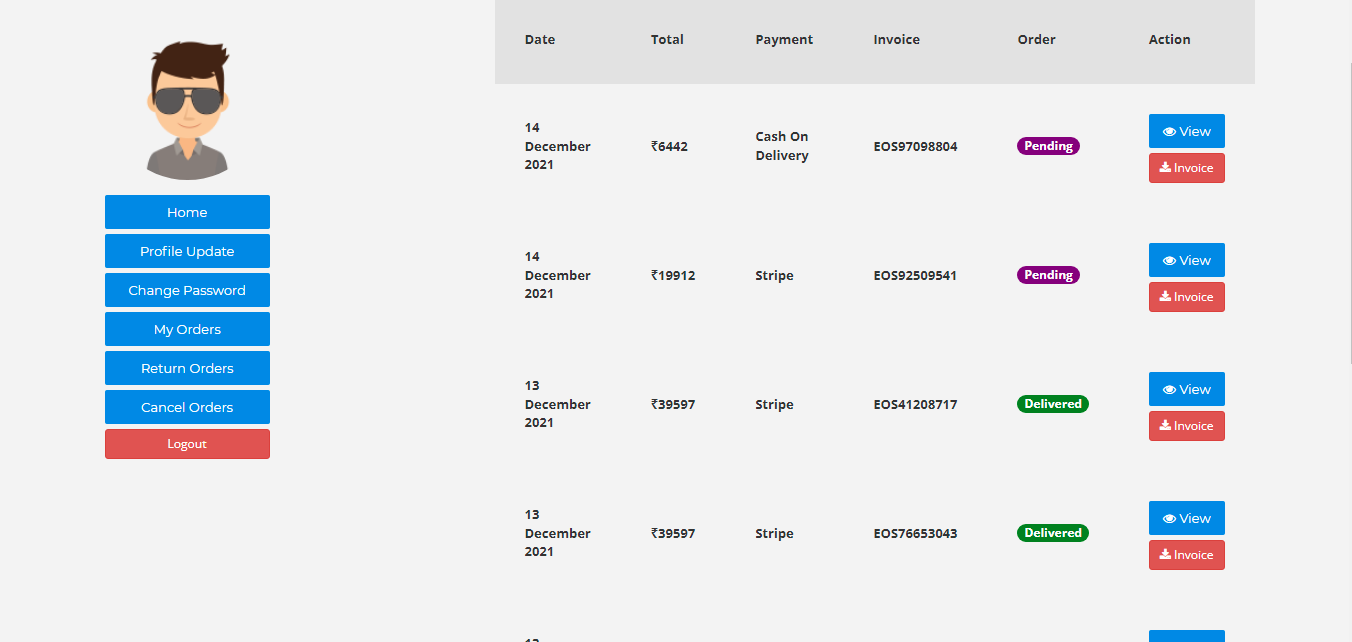 Date Total Payment Invoice Order Action
14
December
2021
₹6442
Cash On
Delivery
EOS97098804
Pending
View
Invoice
14
December
2021
₹19912
Stripe
EOS92509541
Pending
View
Invoice
13
December
2021
₹39597
Stripe
EOS41208717
Delivered
View
Invoice
13
December
2021
₹39597
Stripe
EOS76653043
Delivered
View
Invoice
Home
Profile Update
Change Password
My Orders
Return Orders
Cancel Orders
Logout